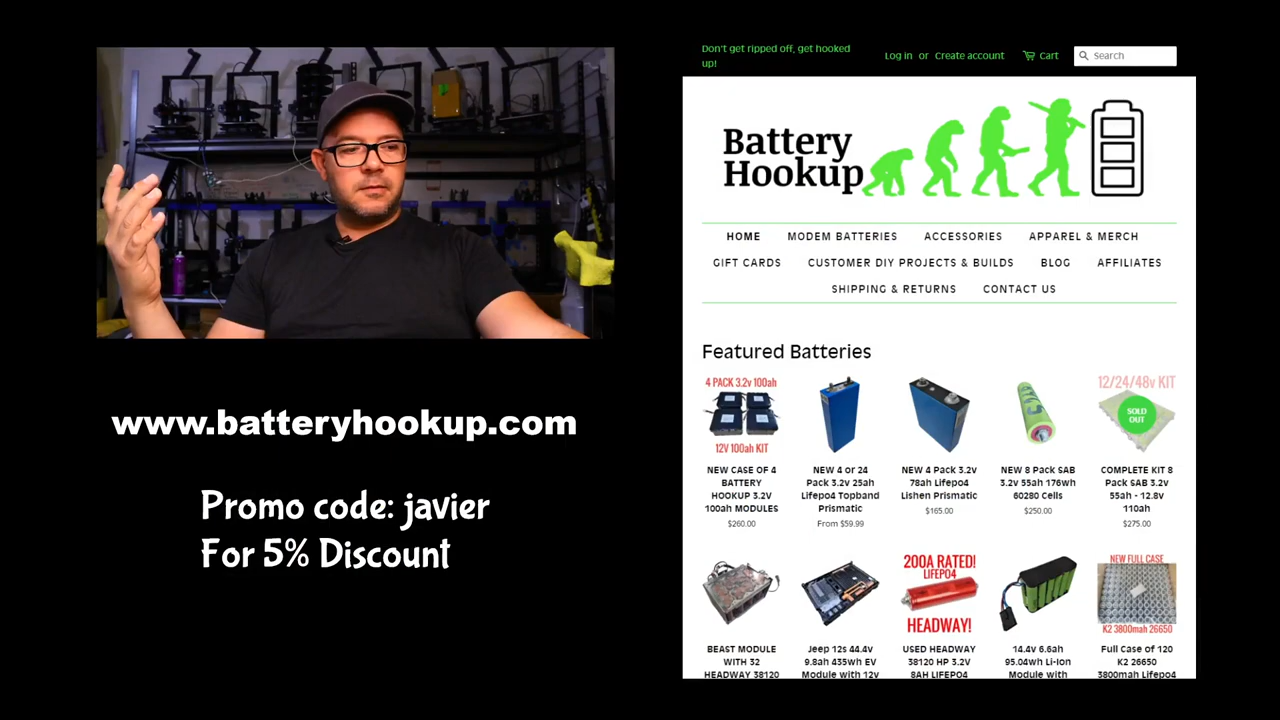 www.batteryhookup.com
Promo code: javier
For 5% Discount
Don't get ripped off, get hooked
up!
Log in or Create account
Cart
Search
Battery
Hookup
HOME MODEM BATTERIES ACCESSORIES APPAREL & MERCH
GIFT CARDS CUSTOMER DIY PROJECTS & BUILDS BLOG AFFILIATES
SHIPPING & RETURNS CONTACT US
Featured Batteries
4 PACK 3.2v 100ah
12V 100ah KIT
NEW CASE OF 4
BATTERY
HOOKUP 3.2V
100ah MODULES
$260.00
NEW 4 or 24
Pack 3.2v 25ah
Lifepo4 Topband
Prismatic
From $59.99
NEW 4 Pack 3.2v
78ah Lifepo4
Lishen Prismatic
$165.00
NEW 8 Pack SAB
3.2v 55ah 176wh
60280 Cells
$250.00
12/24/48v KIT
SOLD
OUT
COMPLETE KIT 8
Pack SAB 3.2v
55ah - 12.8v
110ah
$275.00
BEAST MODULE
WITH 32
HEADWAY 38120
Jeep 12s 44.4v
9.8ah 435wh EV
Module with 12v
200A RATED!
LIFEPO4
HEADWAY!
USED HEADWAY
38120 HP 3.2V
8AH LIFEPO4
14.4v 6.6ah
95.04wh Li-Ion
Module with
NEW FULL CASE
K2 3800mah 26650
Full Case of 120
K2 26650
3800mah Lifepo4